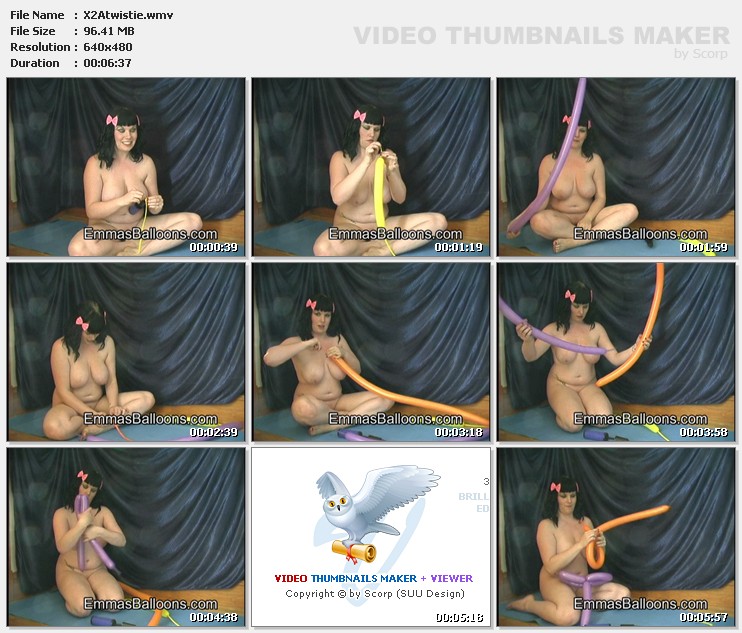 File Name : X2Atwistie.wmv
VIDEO THUMBNAILS MAKER
File Size : 96.41 MB
by Scorp
Resolution : 640x480
Duration : 00:06:37
EmmasBalloons.com
00:00:39
EmmasBalloons.com
00:01:19
EmmasBalloons.com
00:01:59
EmmasBalloons.com
00:02:39
EmmasBalloons.com
00:03:18
EmmasBalloons.com
00:03:58
EmmasBalloons.com
00:04:38
3
BRILL
ED
VIDEO THUMBNAILS MAKER + VIEWER
Copyright © by Scorp (SUU Design)
00:05:18
EmmasBalloons.com
00:05:57